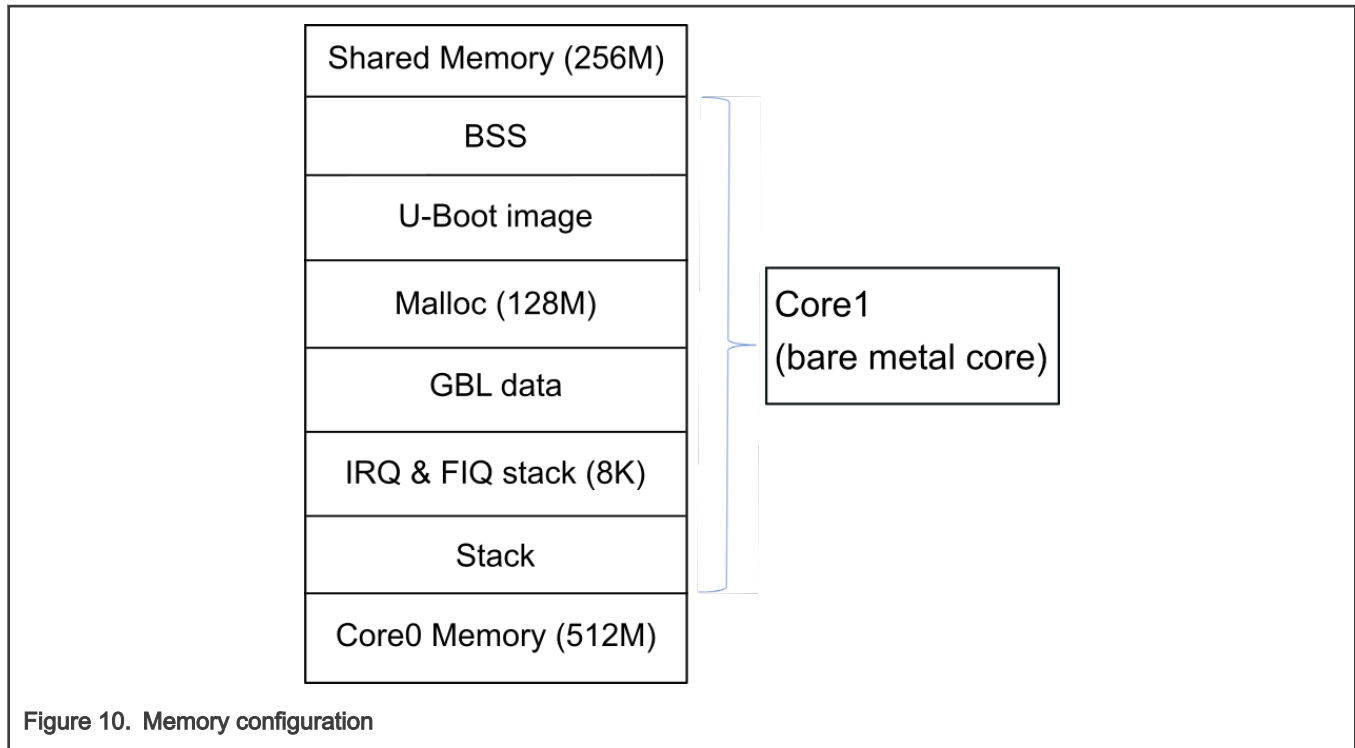 Shared Memory (256M)
BSS
U-Boot image
Malloc (128M)
GBL data
IRQ & FIQ stack (8K)
Stack
Core0 Memory (512M)
Core1
(bare metal core)
Figure 10. Memory configuration